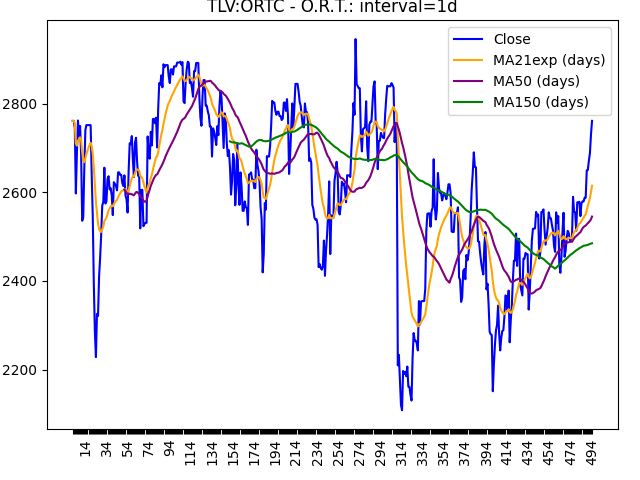 TLV:ORTC - O.R.T.: interval=1d
Close
MA21exp (days)
MA50 (days)
MA150 (days)
2800
2600
2400
2200
14 34 54 74 94 114 134 154 174 194 214 234 254 274 294 314 334 354 374 394 414 434 454 474 494